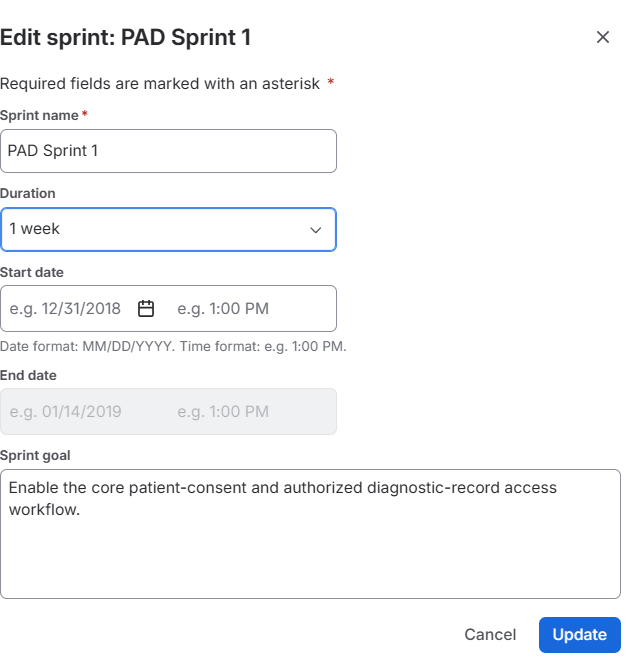 Edit sprint: PAD Sprint 1
Required fields are marked with an asterisk *
Sprint name *
PAD Sprint 1
Duration
1 week
Start date
e.g. 12/31/2018 e.g. 1:00 PM
Date format: MM/DD/YYYY. Time format: e.g. 1:00 PM.
End date
e.g. 01/14/2019 e.g. 1:00 PM
Sprint goal
Enable the core patient-consent and authorized diagnostic-record access
workflow.
Cancel Update